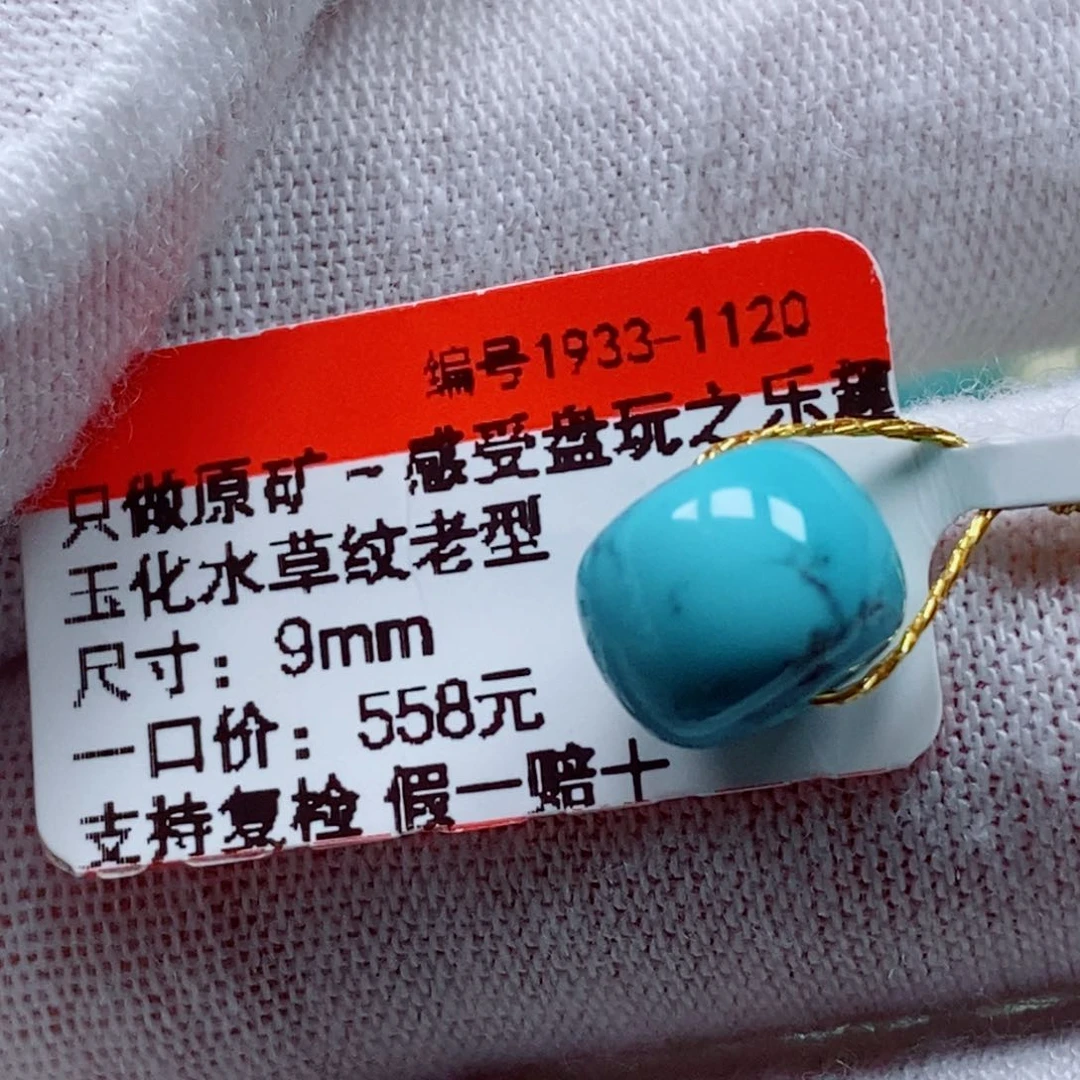 编号1933-1120
只做原矿~感受盘玩之乐趣
玉化水草纹老型
尺寸：9mm
一口价：558元
支持复检 假一赔十